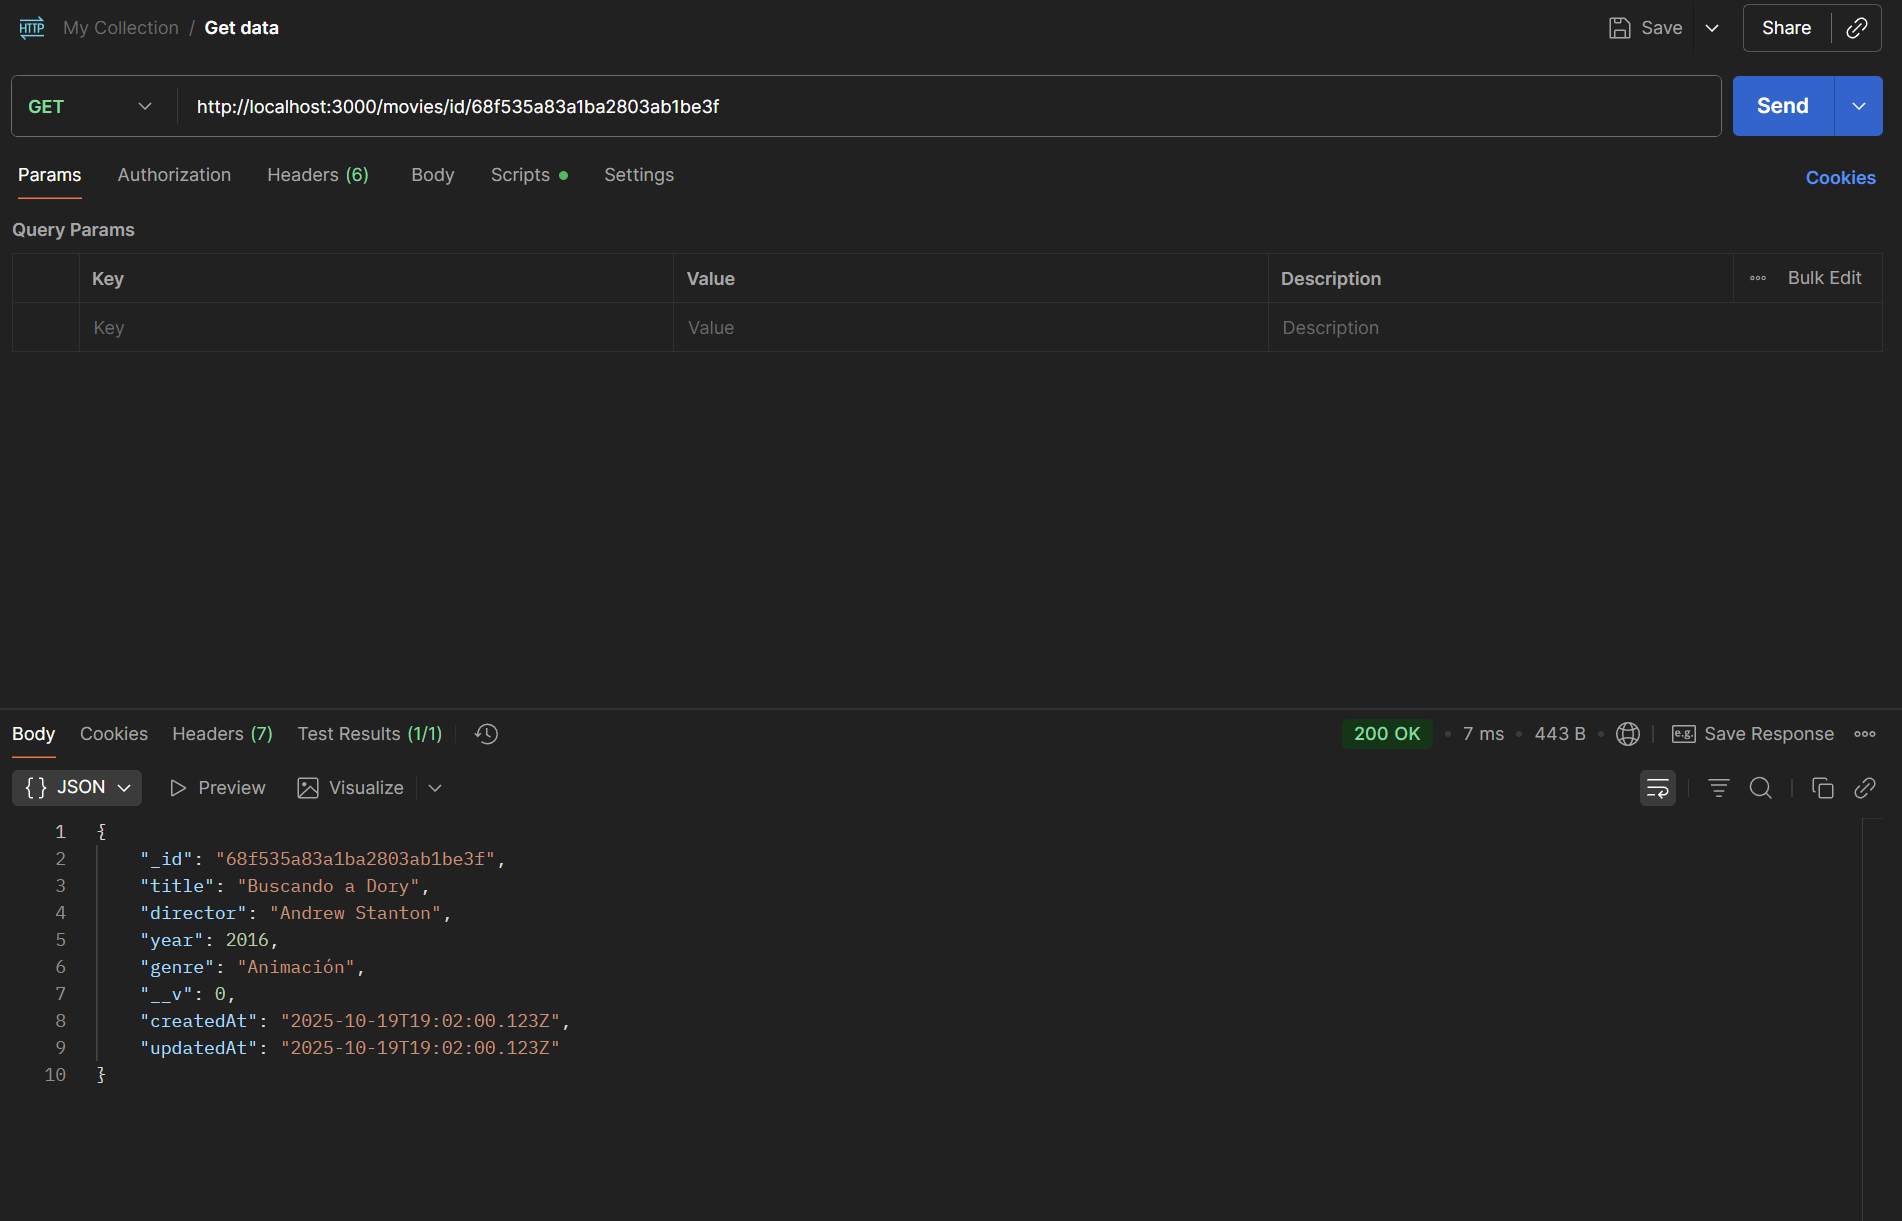 HTTP My Collection / Get data Save Share
GET http://localhost:3000/movies/id/68f535a83a1ba2803ab1be3f Send
Params Authorization Headers (6) Body Scripts Settings Cookies
Query Params
Key Value Description Bulk Edit
Key Value Description
Body Cookies Headers (7) Test Results (1/1) 200 OK • 7 ms • 443 B • e.g. Save Response
{} JSON Preview Visualize
1 {
2 "_id": "68f535a83a1ba2803ab1be3f",
3 "title": "Buscando a Dory",
4 "director": "Andrew Stanton",
5 "year": 2016,
6 "genre": "Animación",
7 "__v": 0,
8 "createdAt": "2025-10-19T19:02:00.123Z",
9 "updatedAt": "2025-10-19T19:02:00.123Z"
10 }